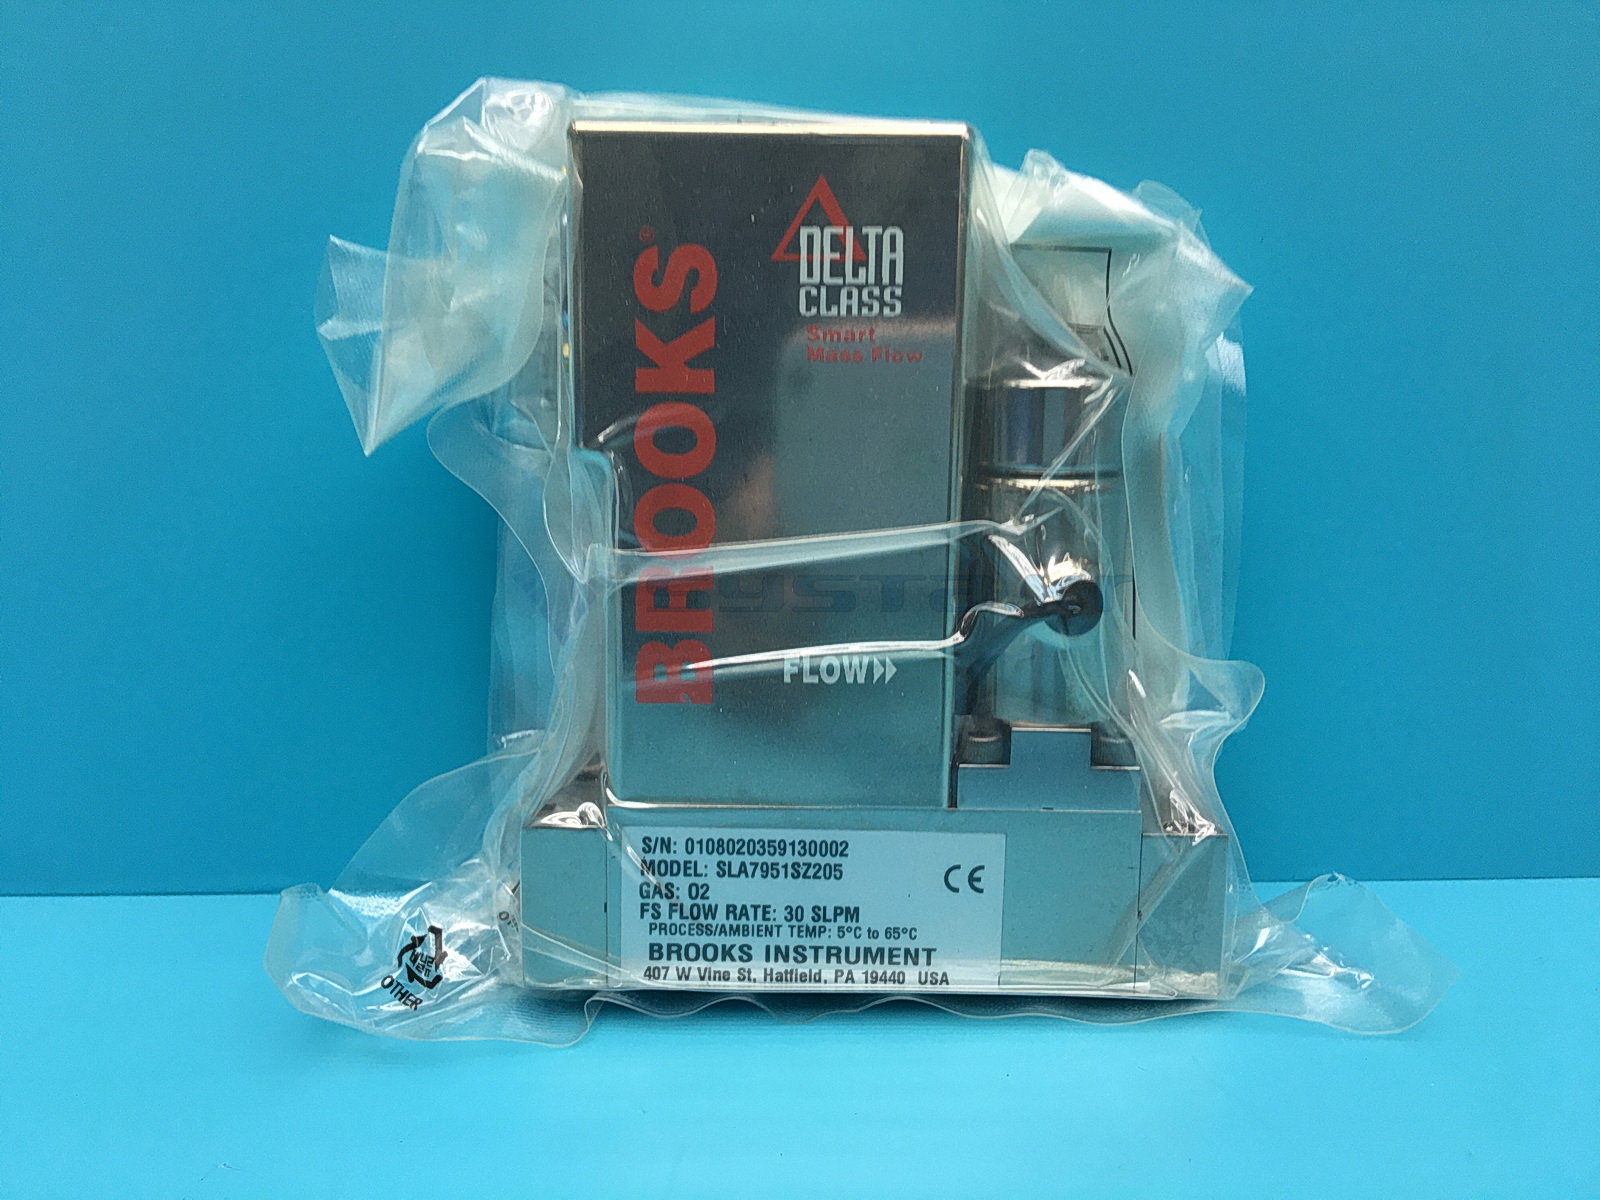 BROOKS®
DELTA
CLASS
Smart
Mass Flow
FLOW
S/N: 0108020359130002
MODEL: SLA7951SZ205
GAS: O2
FS FLOW RATE: 30 SLPM
PROCESS/AMBIENT TEMP: 5°C to 65°C
BROOKS INSTRUMENT
407 W Vine St, Hatfield, PA 19440 USA
CE
OTHER